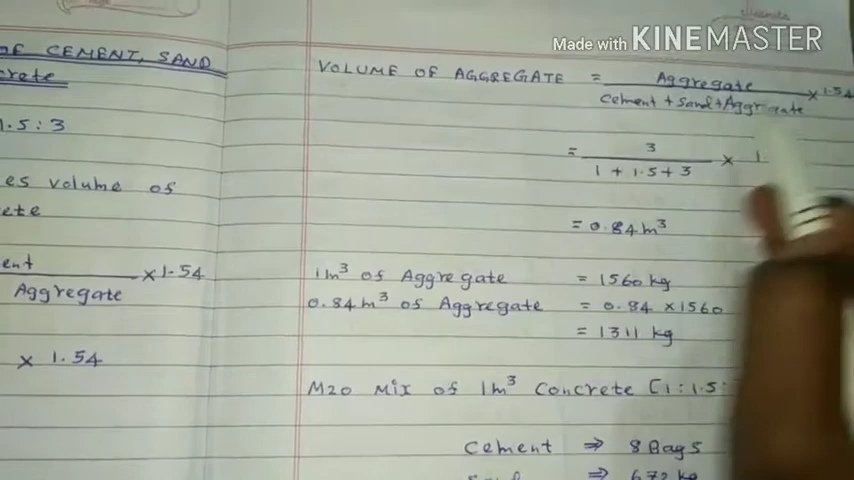 Made with KINEMASTER
OF CEMENT, SAND
crete
1.5 : 3
es volume of
ete
ent
× 1.54
Aggregate
× 1.54
VOLUME OF AGGREGATE = Aggregate × 1.54
Cement + Sand + Aggregate
= 3
1 + 1.5 + 3 × 1.
= 0.84 m³
1m³ of Aggregate = 1560 kg
0.84 m³ of Aggregate = 0.84 × 1560
= 1311 kg
M20 Mix of 1m³ Concrete [1 : 1.5 :
Cement ⇒ 8 Bags
⇒ 672 kg